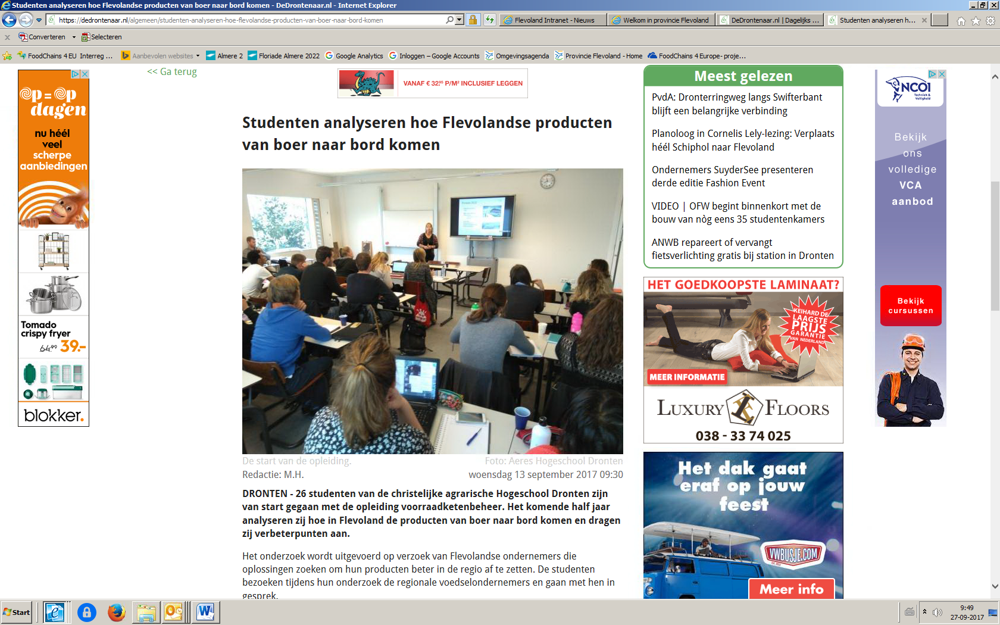 Studenten analyseren hoe Flevolandse producten van boer naar bord komen - DeDrontenaar.nl - Internet Explorer
https://dedrontenaar.nl/algemeen/studenten-analyseren-hoe-flevolandse-producten-van-boer-naar-bord-komen
Flevoland Intranet - Nieuws
Welkom in provincie Flevoland
DeDrontenaar.nl | Dagelijks ...
Studenten analyseren h...
Converteren
Selecteren
FoodChains 4 EU Interreg ...
Aanbevolen websites
Almere 2
Floriade Almere 2022
Google Analytics
Inloggen – Google Accounts
Omgevingsagenda
Provincie Flevoland - Home
FoodChains 4 Europe- proje...
op=op
dagen
nu héél
veel
scherpe
aanbiedingen
Tomado
crispy fryer
64.99 39.-
blokker.
<< Ga terug
VANAF € 32.95 P/M² INCLUSIEF LEGGEN
Studenten analyseren hoe Flevolandse producten
van boer naar bord komen
De start van de opleiding.
Foto: Aeres Hogeschool Dronten
Redactie: M.H.
woensdag 13 september 2017 09:30
DRONTEN - 26 studenten van de christelijke agrarische Hogeschool Dronten zijn
van start gegaan met de opleiding voorraadketenbeheer. Het komende half jaar
analyseren zij hoe in Flevoland de producten van boer naar bord komen en dragen
zij verbeterpunten aan.
Het onderzoek wordt uitgevoerd op verzoek van Flevolandse ondernemers die
oplossingen zoeken om hun producten beter in de regio af te zetten. De studenten
bezoeken tijdens hun onderzoek de regionale voedselondernemers en gaan met hen in
gesprek.
Meest gelezen
PvdA: Dronterringweg langs Swifterbant
blijft een belangrijke verbinding
Planoloog in Cornelis Lely-lezing: Verplaats
héél Schiphol naar Flevoland
Ondernemers SuyderSee presenteren
derde editie Fashion Event
VIDEO | OFW begint binnenkort met de
bouw van nòg eens 35 studentenkamers
ANWB repareert of vervangt
fietsverlichting gratis bij station in Dronten
HET GOEDKOOPSTE LAMINAAT?
KEIHARD DE
LAAGSTE
PRIJS
GARANTIE
VAN NEDERLAND
MEER INFORMATIE
LUXURY FLOORS
038 - 33 74 025
Het dak gaat
eraf op jouw
feest
VWBUSJE.COM
Meer info
NCOI
Techniek &
Veiligheid
Bekijk
ons
volledige
VCA
aanbod
Bekijk
cursussen
Start
9:49
27-09-2017